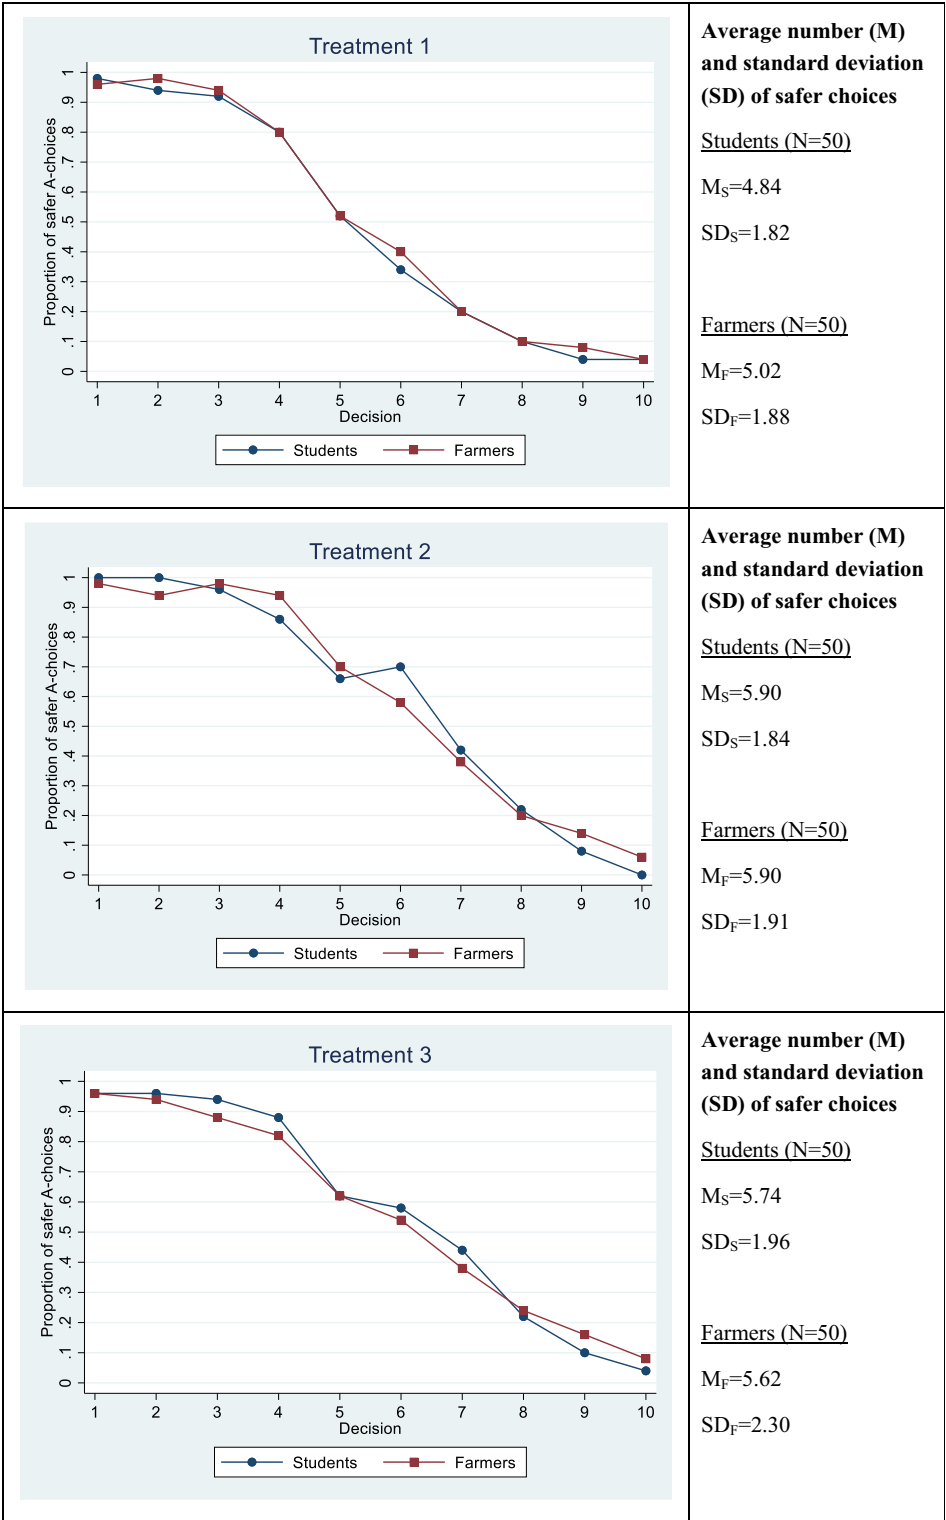 Treatment 1
Proportion of safer A-choices
1
.9
.8
.7
.6
.5
.4
.3
.2
.1
0
1 2 3 4 5 6 7 8 9 10
Decision
Students Farmers
Average number (M)
and standard deviation
(SD) of safer choices
Students (N=50)
MS=4.84
SDS=1.82
Farmers (N=50)
MF=5.02
SDF=1.88
Treatment 2
Proportion of safer A-choices
1
.9
.8
.7
.6
.5
.4
.3
.2
.1
0
1 2 3 4 5 6 7 8 9 10
Decision
Students Farmers
Average number (M)
and standard deviation
(SD) of safer choices
Students (N=50)
MS=5.90
SDS=1.84
Farmers (N=50)
MF=5.90
SDF=1.91
Treatment 3
Proportion of safer A-choices
1
.9
.8
.7
.6
.5
.4
.3
.2
.1
0
1 2 3 4 5 6 7 8 9 10
Decision
Students Farmers
Average number (M)
and standard deviation
(SD) of safer choices
Students (N=50)
MS=5.74
SDS=1.96
Farmers (N=50)
MF=5.62
SDF=2.30